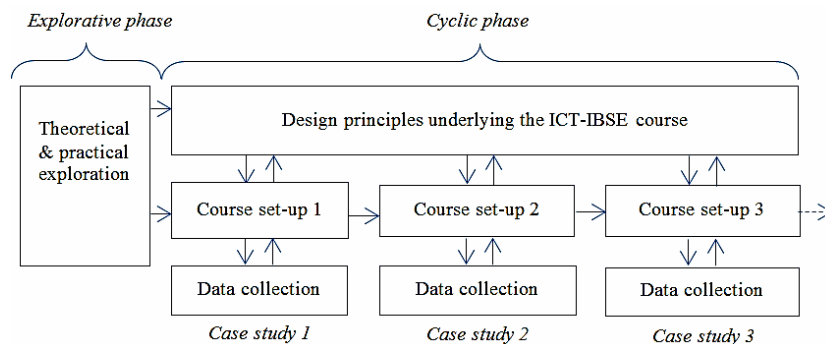 Explorative phase
Cyclic phase
Theoretical
& practical
exploration
Design principles underlying the ICT-IBSE course
Course set-up 1
Course set-up 2
Course set-up 3
Data collection
Data collection
Data collection
Case study 1
Case study 2
Case study 3